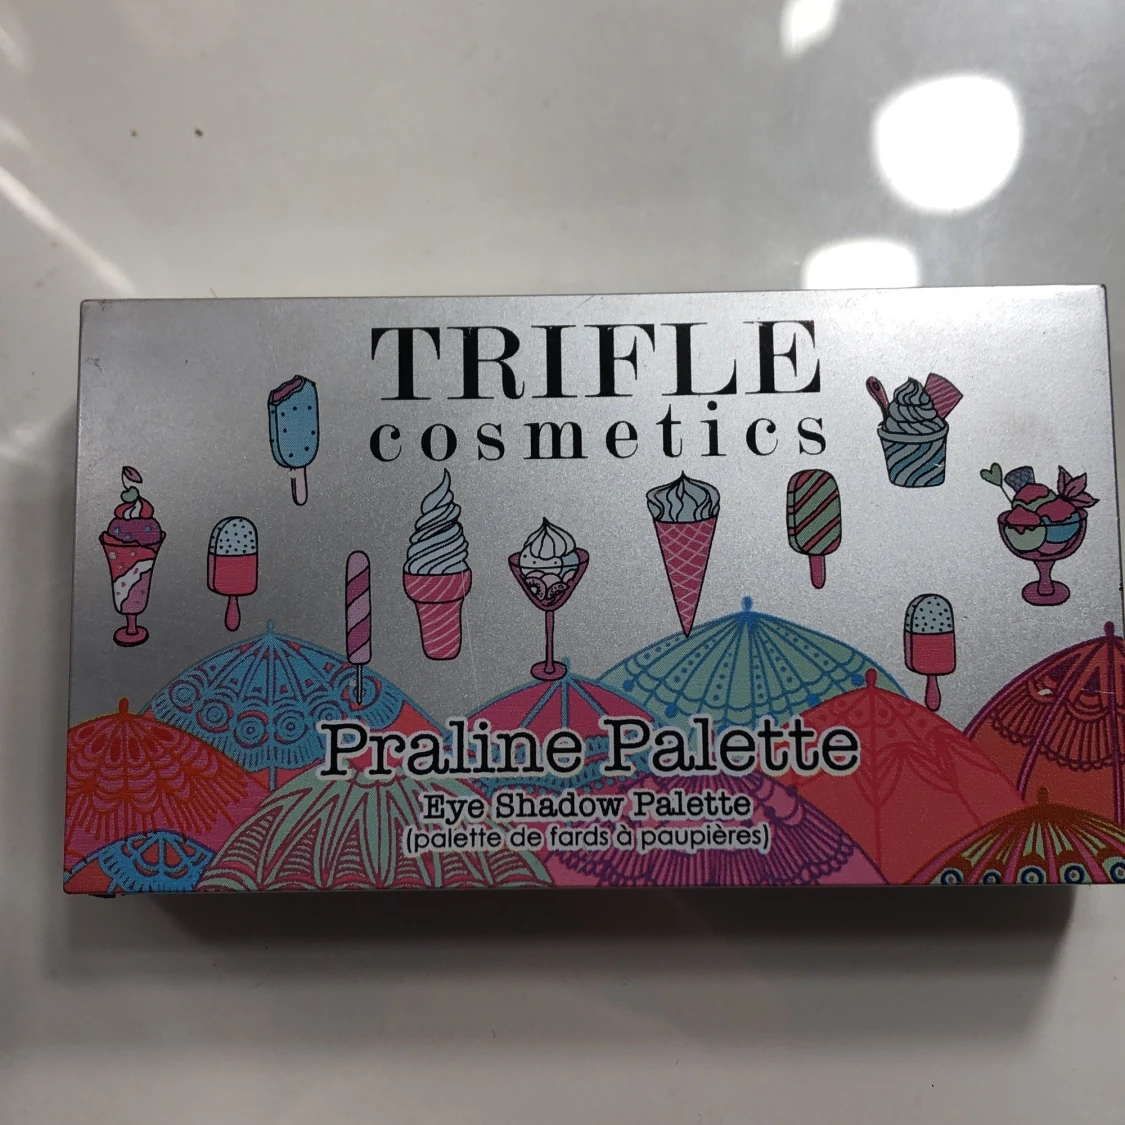 TRIFLE
cosmetics
Praline Palette
Eye Shadow Palette
(palette de fards à paupières)